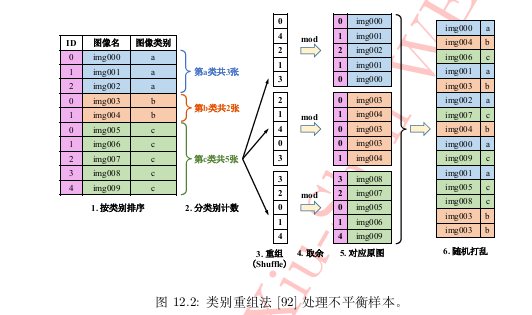 ID 图像名 图像类别
0 img000 a
1 img001 a
2 img002 a
0 img003 b
1 img004 b
0 img005 c
1 img006 c
2 img007 c
3 img008 c
4 img009 c
1. 按类别排序
第a类共3张
第b类共2张
第c类共5张
2. 分类别计数
0
4
2
1
3
2
1
4
0
3
3
2
0
1
4
3. 重组
(Shuffle)
mod
mod
mod
4. 取余
0 img000
1 img001
2 img002
1 img001
0 img000
0 img003
1 img004
0 img003
0 img003
1 img004
3 img008
2 img007
0 img005
1 img006
4 img009
5. 对应原图
img000 a
img004 b
img006 c
img001 a
img003 b
img002 a
img007 c
img004 b
img000 a
img009 c
img001 a
img005 c
img008 c
img003 b
img003 b
6. 随机打乱
图 12.2: 类别重组法 [92] 处理不平衡样本。